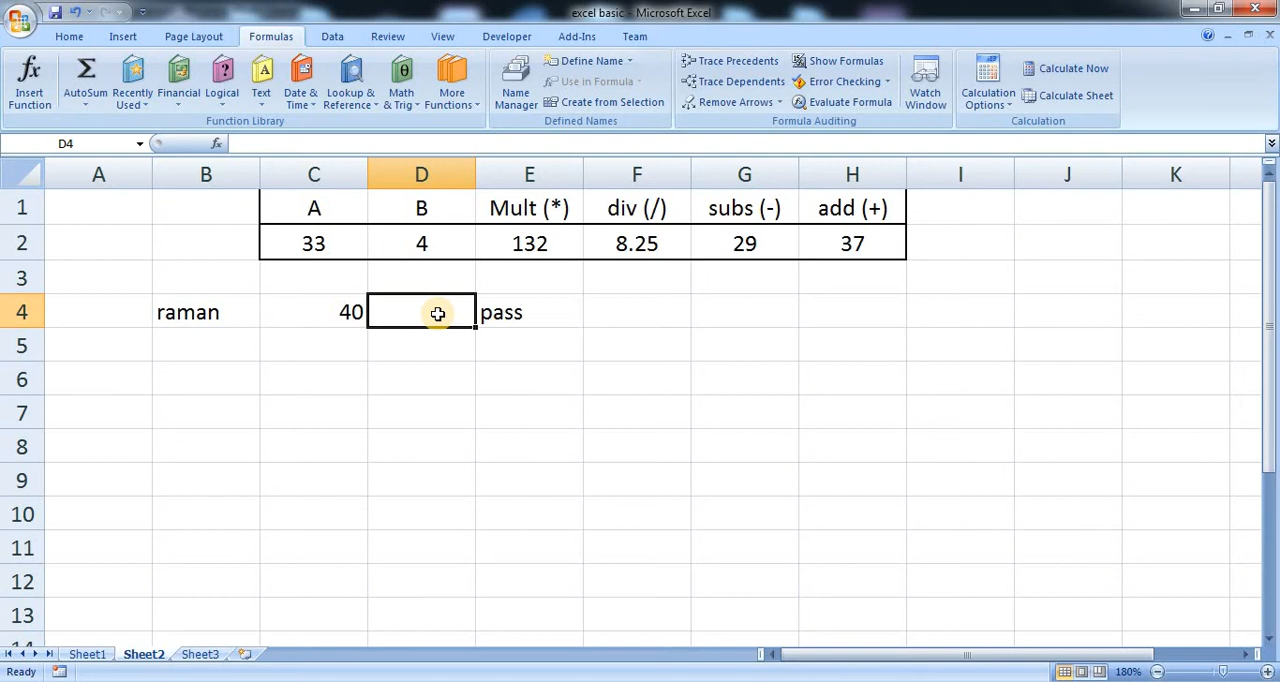 excel basic - Microsoft Excel
Home Insert Page Layout Formulas Data Review View Developer Add-Ins Team
fx Insert Function
Σ AutoSum
Recently Used
Financial
Logical
A Text
Date & Time
Lookup & Reference
θ Math & Trig
More Functions
Function Library
Name Manager
Define Name
Use in Formula
Create from Selection
Defined Names
Trace Precedents
Trace Dependents
Remove Arrows
Show Formulas
Error Checking
Evaluate Formula
Formula Auditing
Watch Window
Calculation Options
Calculate Now
Calculate Sheet
Calculation
D4 fx
A B C D E F G H I J K
1 A B Mult (*) div (/) subs (-) add (+)
2 33 4 132 8.25 29 37
3
4 raman 40 pass
5
6
7
8
9
10
11
12
13
14
Sheet1 Sheet2 Sheet3
Ready 180%